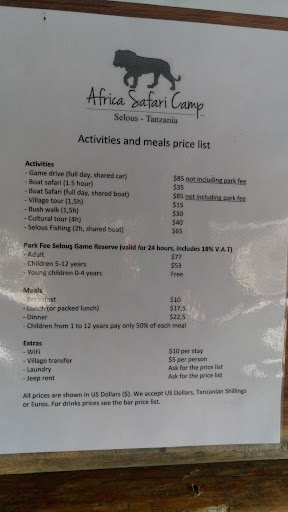 Africa Safari Camp
Selous - Tanzania
Activities and meals price list
Activities
- Game drive (full day, shared car) $85 not including park fee
- Boat safari (1.5 hour) $35
- Boat Safari (full day, shared boat) $85 not including park fee
- Village tour (1,5h) $15
- Bush walk (1,5h) $30
- Cultural tour (4h) $40
- Selous Fishing (2h, shared boat) $65
Park Fee Selous Game Reserve (valid for 24 hours, includes 18% V.A.T)
- Adult $77
- Children 5-12 years $53
- Young children 0-4 years Free
Meals
- Breakfast $10
- Lunch (or packed lunch) $17,5
- Dinner $22,5
- Children from 1 to 12 years pay only 50% of each meal
Extras
- WiFi $10 per stay
- Village transfer $5 per person
- Laundry Ask for the price list
- Jeep rent Ask for the price list
All prices are shown in US Dollars ($). We accept US Dollars, Tanzanian Shillings
or Euros. For drinks prices see the bar price list.